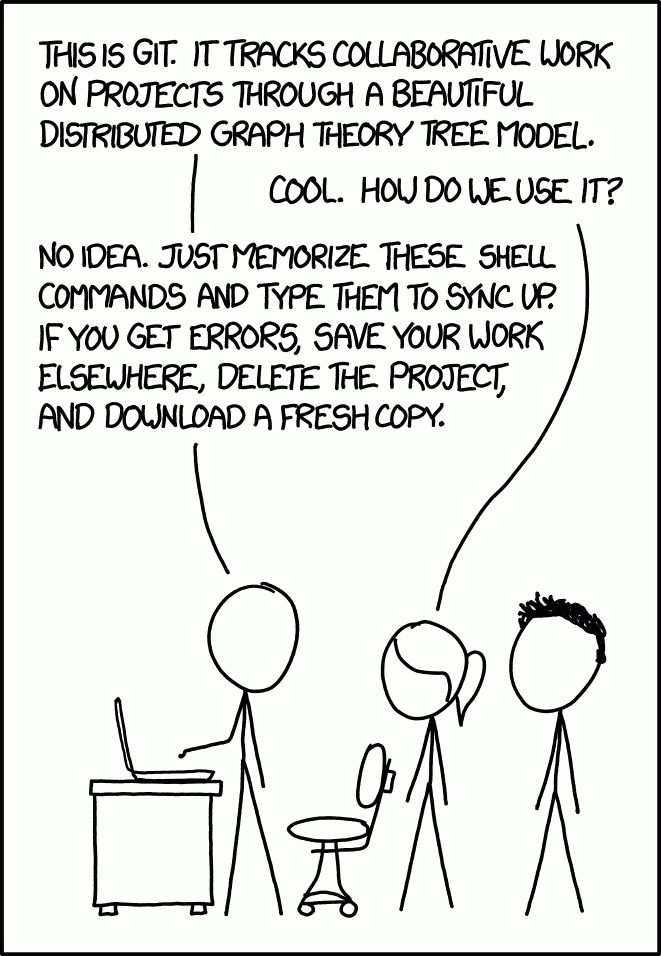 THIS IS GIT. IT TRACKS COLLABORATIVE WORK
ON PROJECTS THROUGH A BEAUTIFUL
DISTRIBUTED GRAPH THEORY TREE MODEL.
COOL. HOW DO WE USE IT?
NO IDEA. JUST MEMORIZE THESE SHELL
COMMANDS AND TYPE THEM TO SYNC UP.
IF YOU GET ERRORS, SAVE YOUR WORK
ELSEWHERE, DELETE THE PROJECT,
AND DOWNLOAD A FRESH COPY.